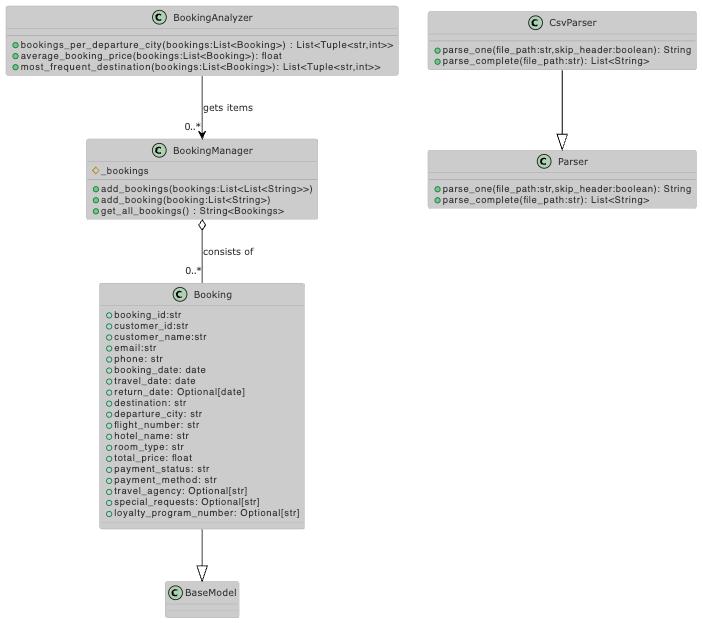 C BookingAnalyzer
bookings_per_departure_city(bookings:List<Booking>) : List<Tuple<str,int>>
average_booking_price(bookings:List<Booking>): float
most_frequent_destination(bookings:List<Booking>): List<Tuple<str,int>>
gets items
0..*
C BookingManager
_bookings
add_bookings(bookings:List<List<String>>)
add_booking(booking:List<String>)
get_all_bookings() : String<Bookings>
consists of
0..*
C Booking
booking_id:str
customer_id:str
customer_name:str
email:str
phone: str
booking_date: date
travel_date: date
return_date: Optional[date]
destination: str
departure_city: str
flight_number: str
hotel_name: str
room_type: str
total_price: float
payment_status: str
payment_method: str
travel_agency: Optional[str]
special_requests: Optional[str]
loyalty_program_number: Optional[str]
C BaseModel
C CsvParser
parse_one(file_path:str,skip_header:boolean): String
parse_complete(file_path:str): List<String>
C Parser
parse_one(file_path:str,skip_header:boolean): String
parse_complete(file_path:str): List<String>